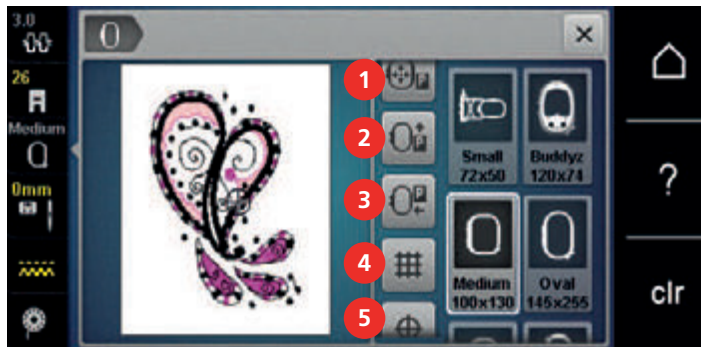 3.0
26
Medium
0mm
1
2
3
4
5
Small
72x50
Buddyz
120x74
Medium
100x130
Oval
145x255
?
clr